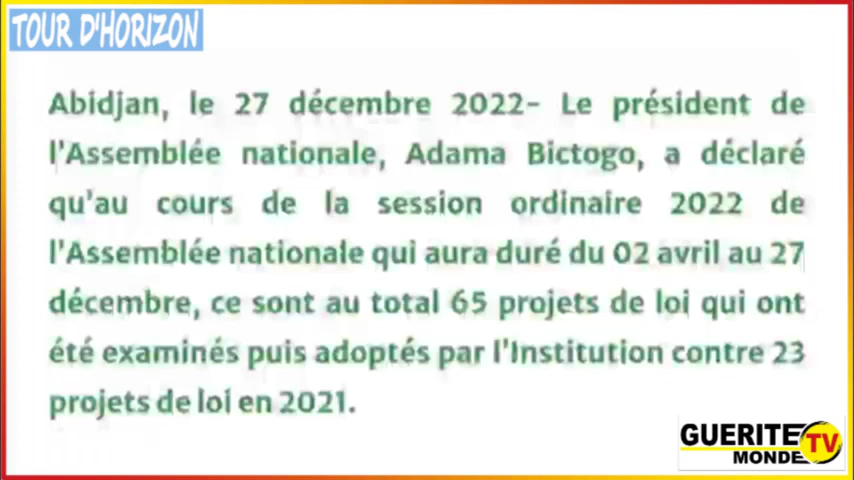 TOUR D'HORIZON
Abidjan, le 27 décembre 2022- Le président de
l'Assemblée nationale, Adama Bictogo, a déclaré
qu'au cours de la session ordinaire 2022 de
l'Assemblée nationale qui aura duré du 02 avril au 27
décembre, ce sont au total 65 projets de loi qui ont
été examinés puis adoptés par l'Institution contre 23
projets de loi en 2021.
GUERITE TV
MONDE